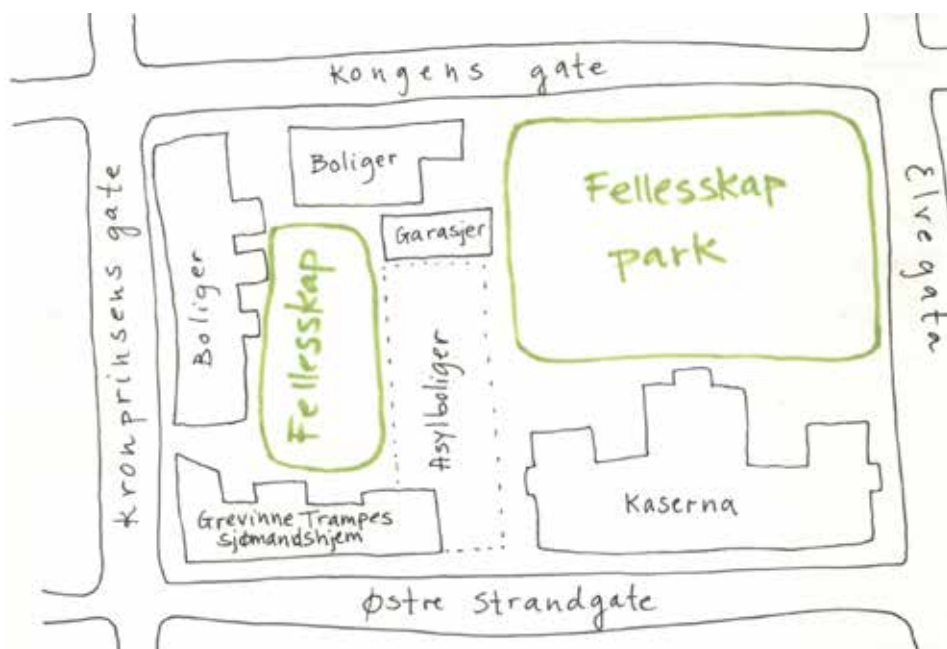 Kongens gate
Kronprinsens gate
Boliger
Boliger
Garasjer
Fellesskap
park
Elvegata
Fellesskap
Asylboliger
Grevinne Trampes
sjømandshjem
Kaserna
Østre Strandgate